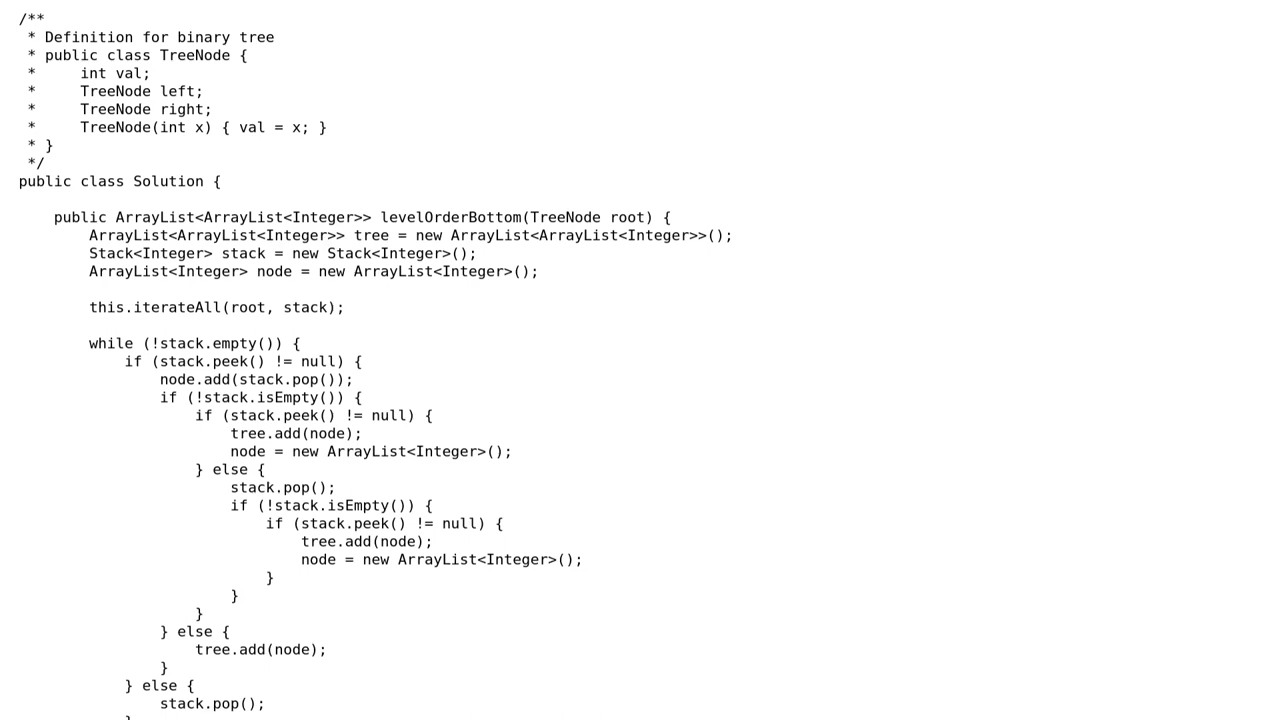 /**
 * Definition for binary tree
 * public class TreeNode {
 *     int val;
 *     TreeNode left;
 *     TreeNode right;
 *     TreeNode(int x) { val = x; }
 * }
 */
public class Solution {

    public ArrayList<ArrayList<Integer>> levelOrderBottom(TreeNode root) {
        ArrayList<ArrayList<Integer>> tree = new ArrayList<ArrayList<Integer>>();
        Stack<Integer> stack = new Stack<Integer>();
        ArrayList<Integer> node = new ArrayList<Integer>();

        this.iterateAll(root, stack);

        while (!stack.empty()) {
            if (stack.peek() != null) {
                node.add(stack.pop());
                if (!stack.isEmpty()) {
                    if (stack.peek() != null) {
                        tree.add(node);
                        node = new ArrayList<Integer>();
                    } else {
                        stack.pop();
                        if (!stack.isEmpty()) {
                            if (stack.peek() != null) {
                                tree.add(node);
                                node = new ArrayList<Integer>();
                            }
                        }
                    }
                } else {
                    tree.add(node);
                }
            } else {
                stack.pop();
            }